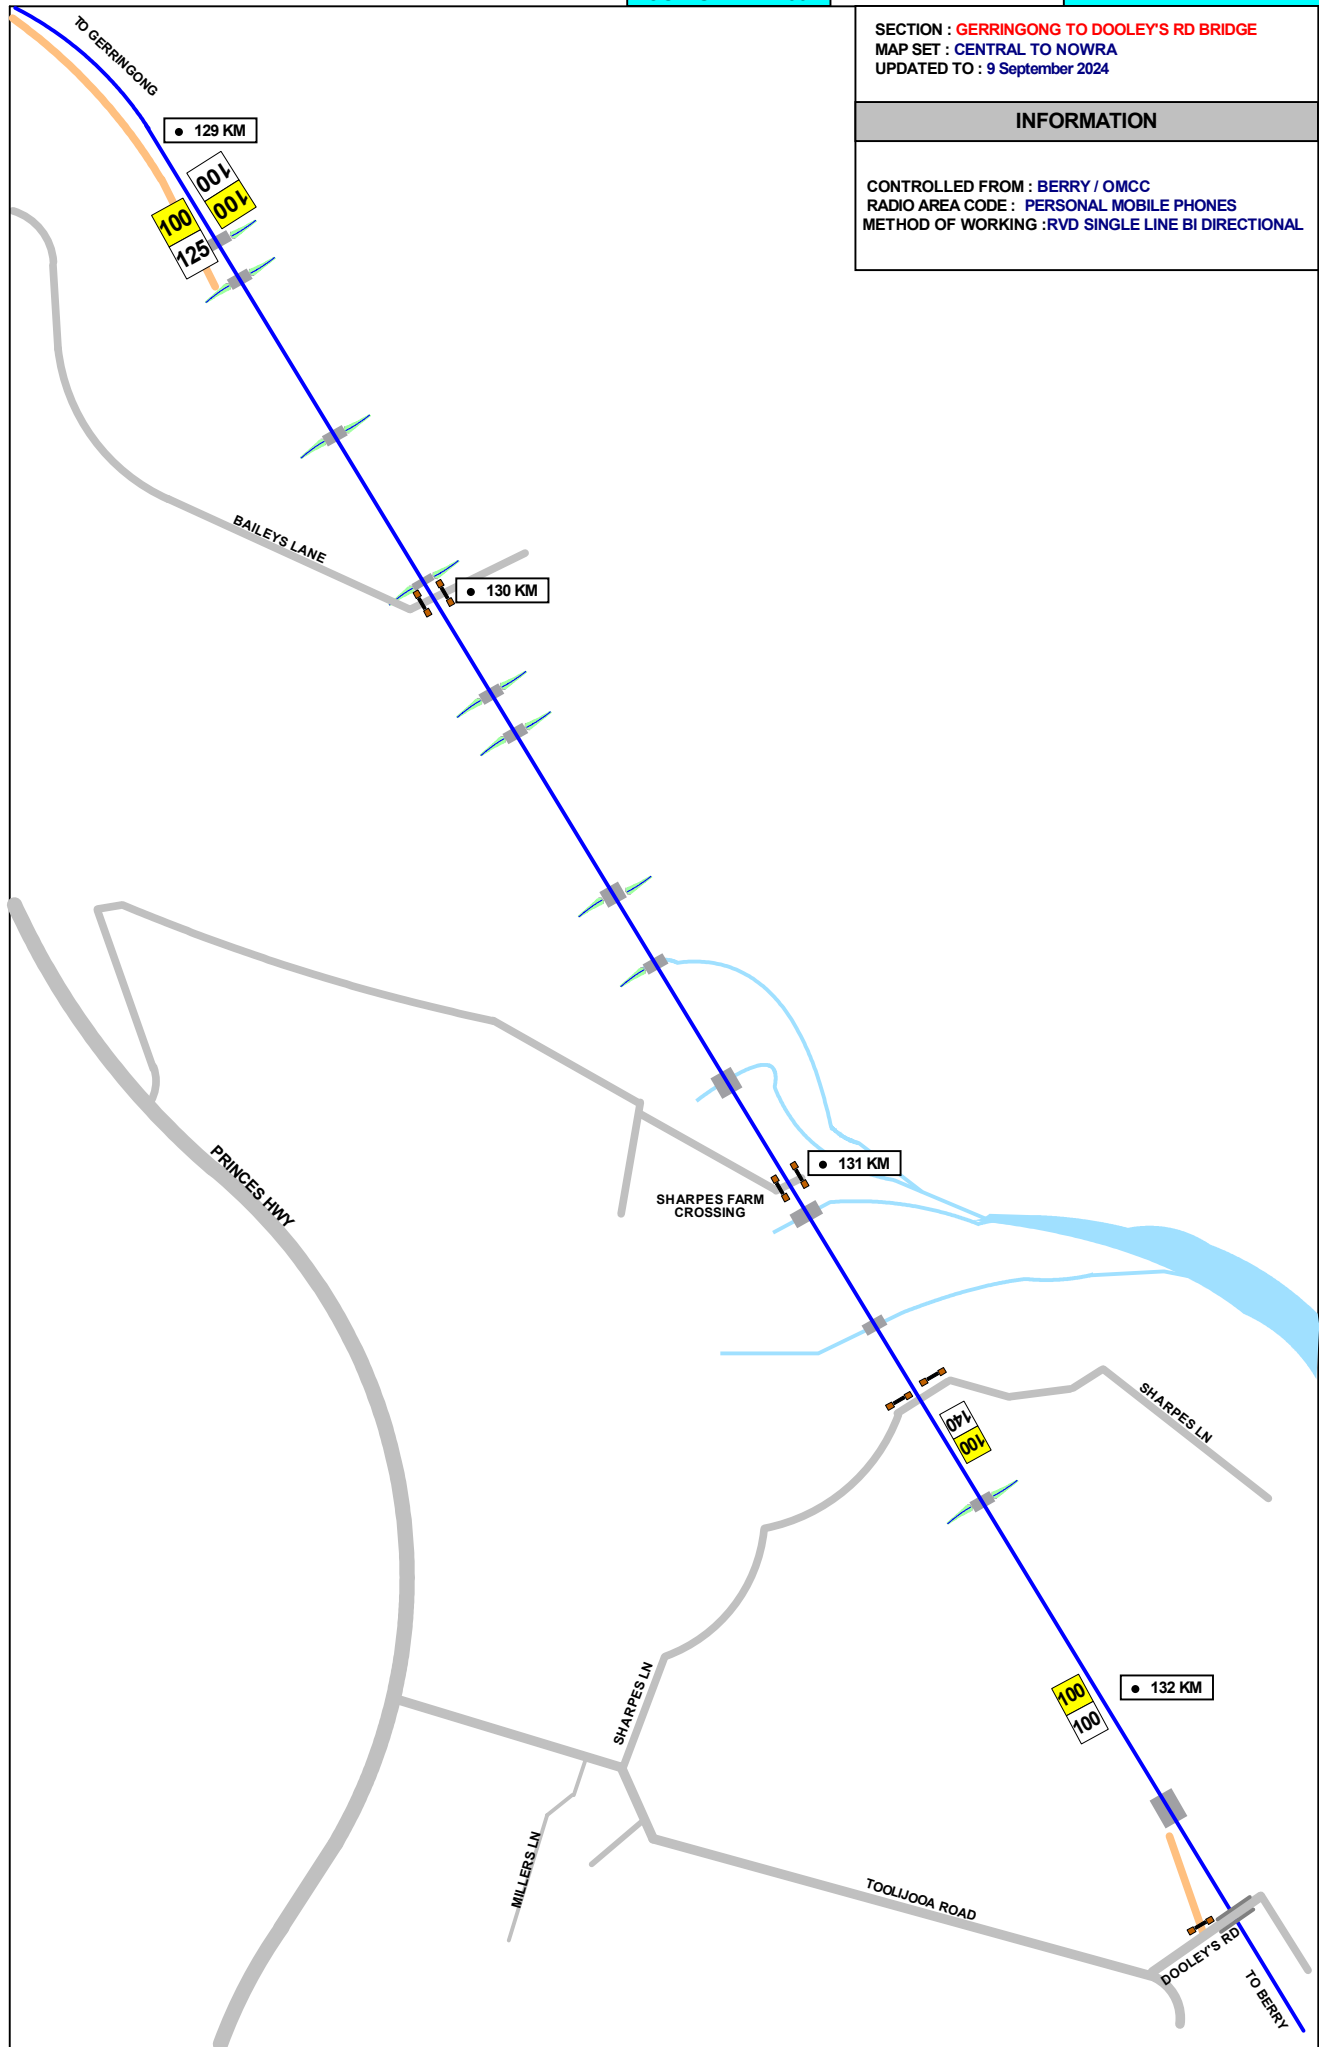 SECTION : GERRINGONG TO DOOLEY'S RD BRIDGE
MAP SET : CENTRAL TO NOWRA
UPDATED TO : 9 September 2024
INFORMATION
CONTROLLED FROM : BERRY / OMCC
RADIO AREA CODE : PERSONAL MOBILE PHONES
METHOD OF WORKING :RVD SINGLE LINE BI DIRECTIONAL
TO GERRINGONG
129 KM
100
100
100
125
BAILEYS LANE
130 KM
PRINCES HWY
131 KM
SHARPES FARM
CROSSING
SHARPES LN
140
100
132 KM
100
100
SHARPES LN
MILLERS LN
TOOLIJOOA ROAD
DOOLEY'S RD
TO BERRY